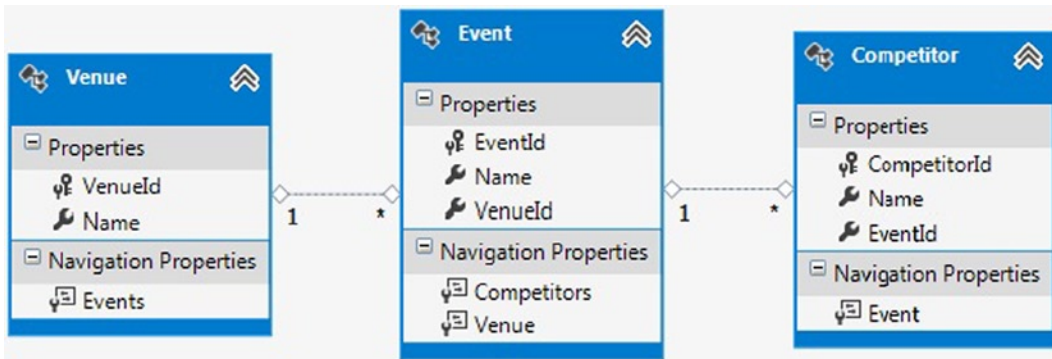 Venue
Properties
VenueId
Name
Navigation Properties
Events
1
*
Event
Properties
EventId
Name
VenueId
Navigation Properties
Competitors
Venue
1
*
Competitor
Properties
CompetitorId
Name
EventId
Navigation Properties
Event